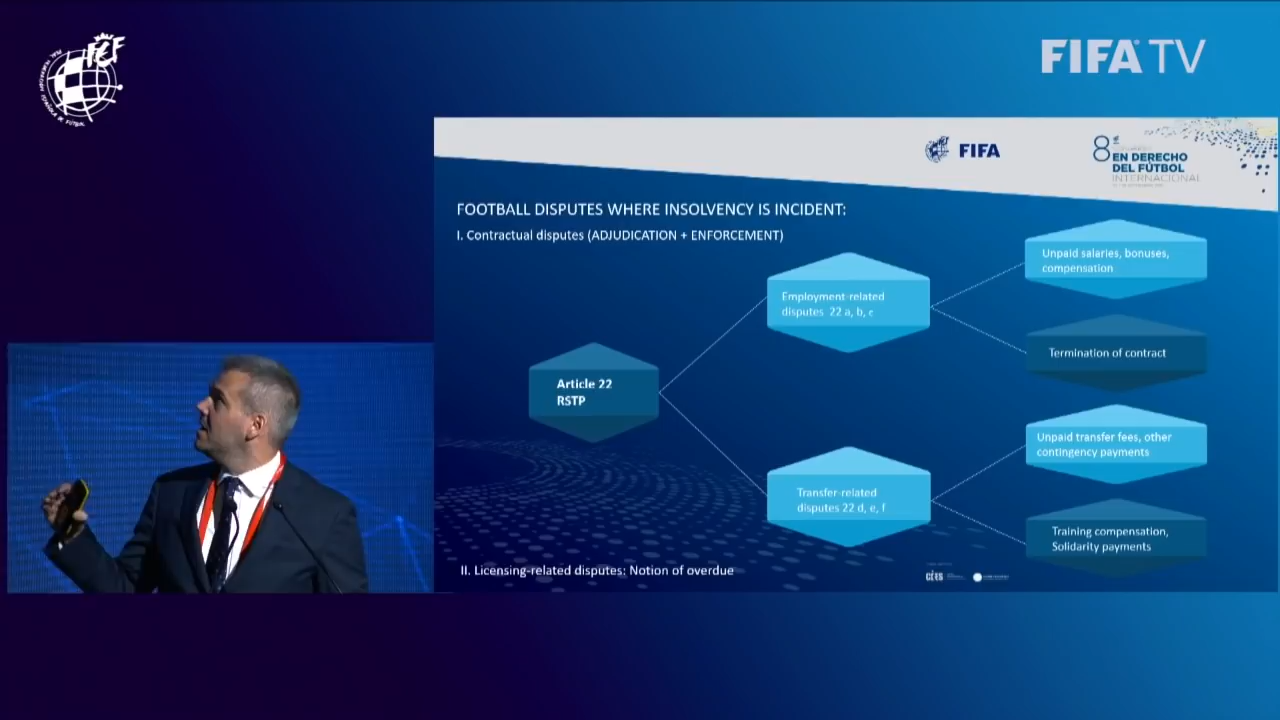 FIFA TV
FIFA
8
EN DERECHO
DEL FÚTBOL
INTERNACIONAL
FOOTBALL DISPUTES WHERE INSOLVENCY IS INCIDENT:
I. Contractual disputes (ADJUDICATION + ENFORCEMENT)
Article 22
RSTP
Employment-related
disputes 22 a, b, c
Unpaid salaries, bonuses,
compensation
Termination of contract
Transfer-related
disputes 22 d, e, f
Unpaid transfer fees, other
contingency payments
Training compensation,
Solidarity payments
II. Licensing-related disputes: Notion of overdue